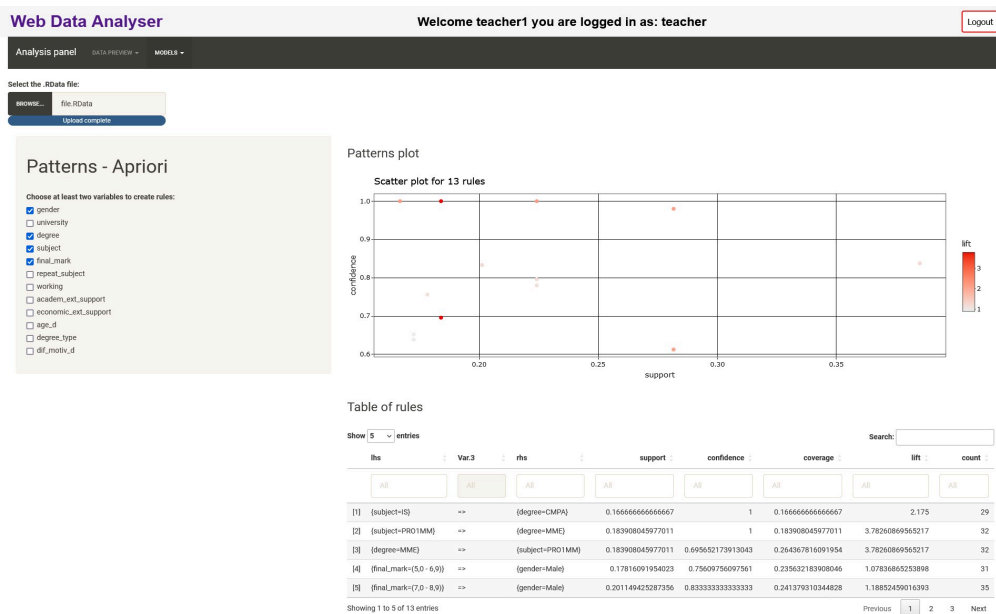 Web Data Analyser
Welcome teacher1 you are logged in as: teacher
Logout
Analysis panel DATA PREVIEW MODELS
Select the .RData file:
BROWSE... file.RData
Upload complete
Patterns - Apriori
Choose at least two variables to create rules:
gender
university
degree
subject
final_mark
repeat_subject
working
academ_ext_support
economic_ext_support
age_d
degree_type
dif_motiv_d
Patterns plot
Scatter plot for 13 rules
1.0
0.9
0.8
0.7
0.6
confidence
0.20 0.25 0.30 0.35
support
lift
3
2
1
Table of rules
Show 5 entries Search:
lhs Var.3 rhs support confidence coverage lift count
All All All All All All All All
[1] {subject=IS} => {degree=CMPA} 0.166666666666667 1 0.166666666666667 2.175 29
[2] {subject=PRO1MM} => {degree=MME} 0.183908045977011 1 0.183908045977011 3.78260869565217 32
[3] {degree=MME} => {subject=PRO1MM} 0.183908045977011 0.695652173913043 0.264367816091954 3.78260869565217 32
[4] {final_mark=(5,0 - 6,9)} => {gender=Male} 0.17816091954023 0.75609756097561 0.235632183908046 1.07836865253898 31
[5] {final_mark=(7,0 - 8,9)} => {gender=Male} 0.201149425287356 0.833333333333333 0.241379310344828 1.18852459016393 35
Showing 1 to 5 of 13 entries Previous 1 2 3 Next